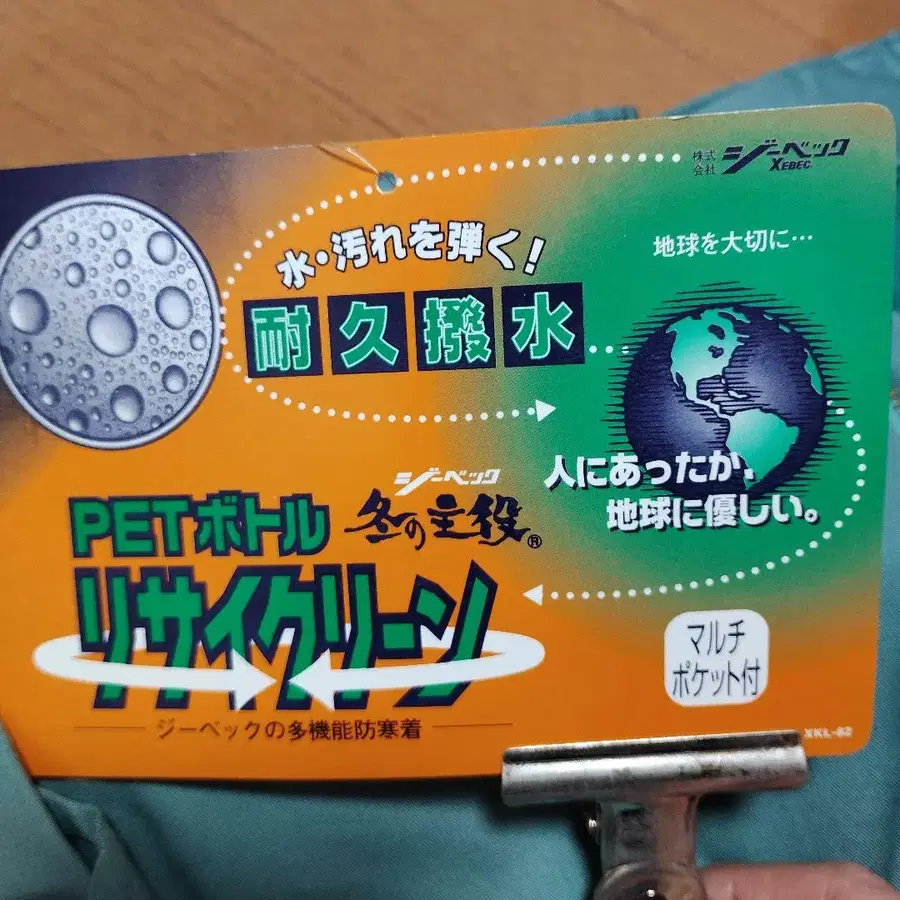 株式会社 ジーベック
XEBEC
地球を大切に…
水・汚れを弾く！
耐久撥水
人にあったか、
地球に優しい。
ジーベック
冬の主役®
PETボトル
リサイクリーン
ジーベックの多機能防寒着
マルチ
ポケット付
XKL-82